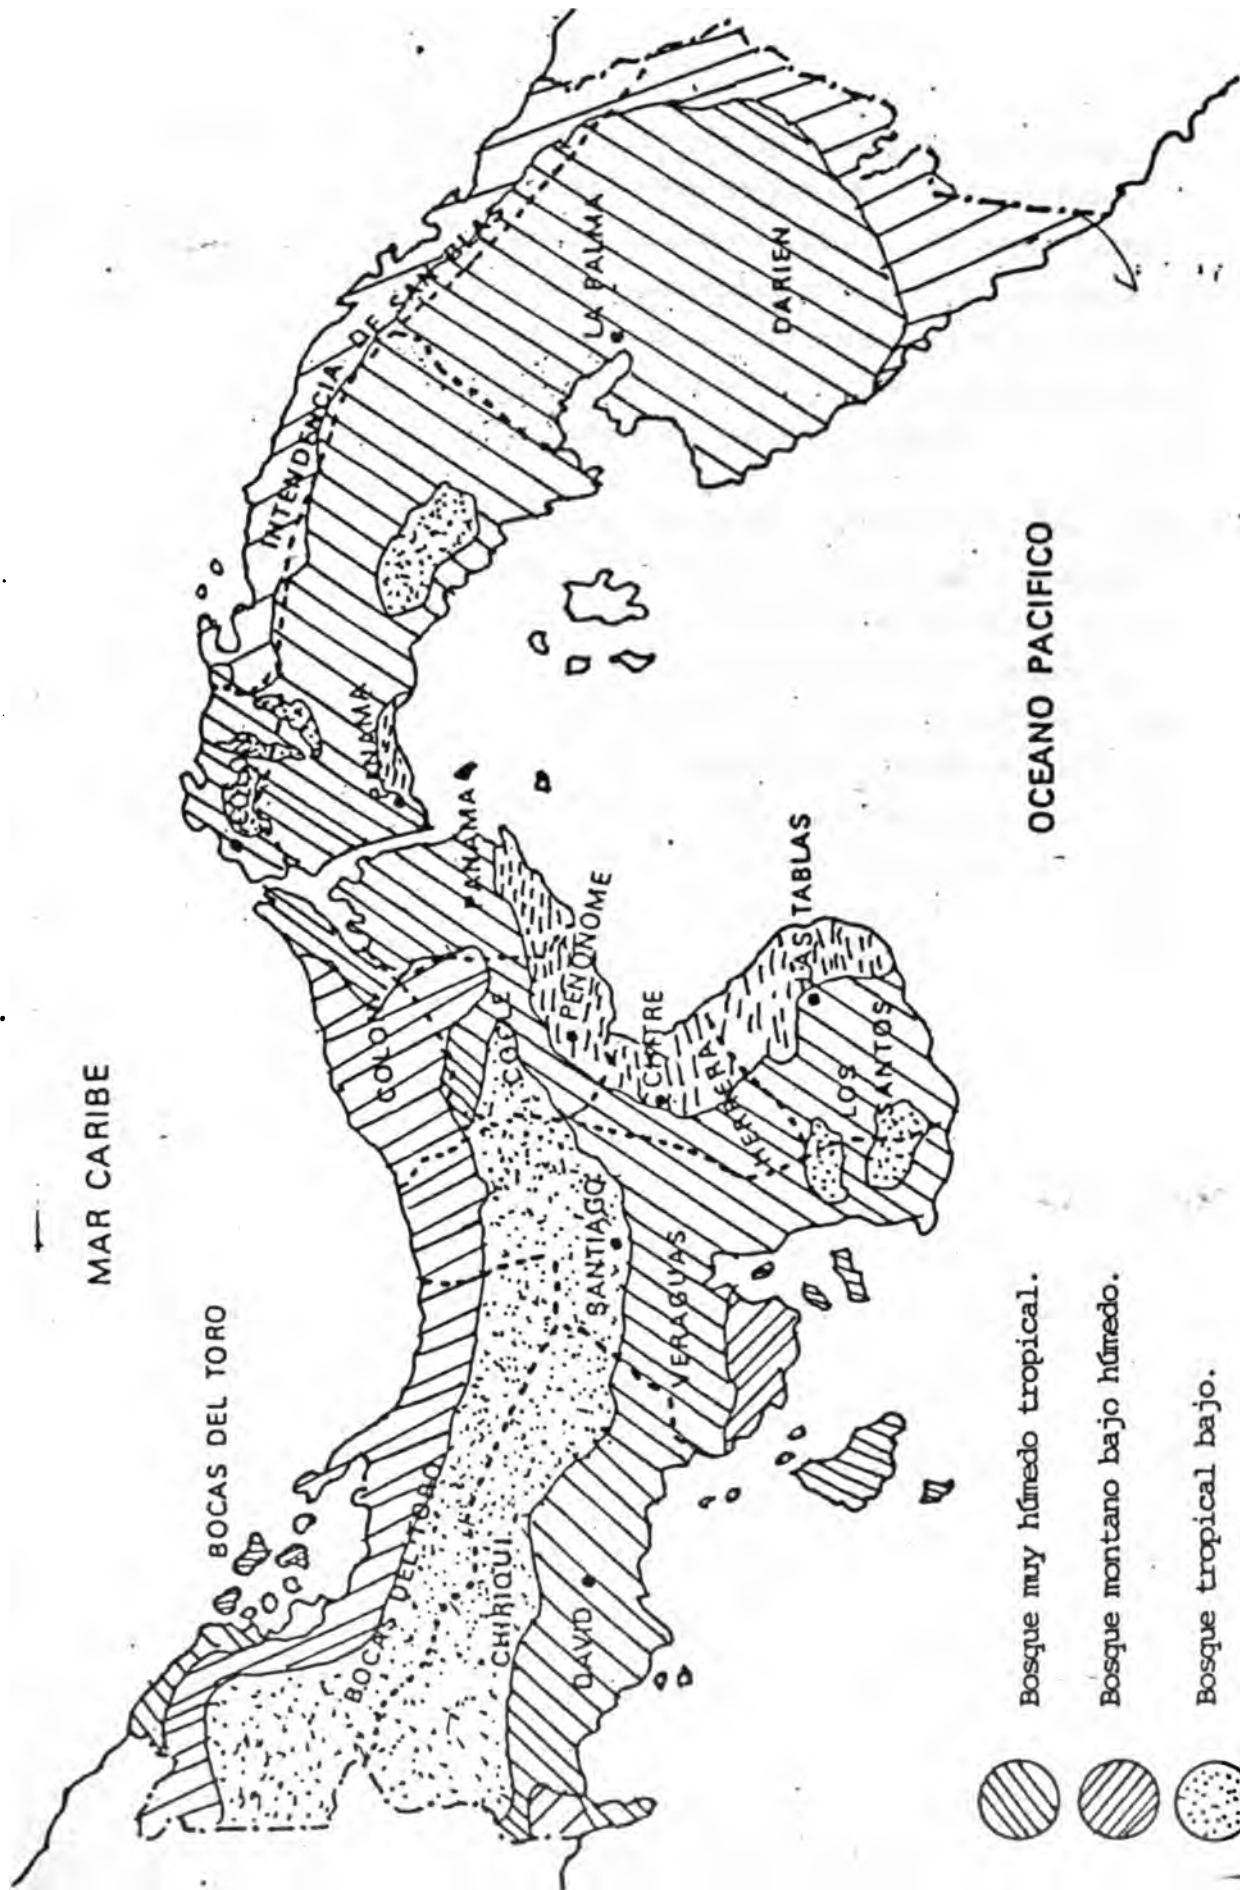 MAR CARIBE
BOCAS DEL TORO
BOCAS DEL TORO
CHIRIQUI
DAVID
VERAGUAS
SANTIAGO
COCLE
COLO
PENONOME
CHITRE
HERRERA
LOS
SANTOS
LAS TABLAS
PANAMA
PANAMA
INTENDENCIA DE SAN BLAS
LA PALMA
DARIEN
OCEANO PACIFICO
Bosque muy húmedo tropical.
Bosque montano bajo húmedo.
Bosque tropical bajo.